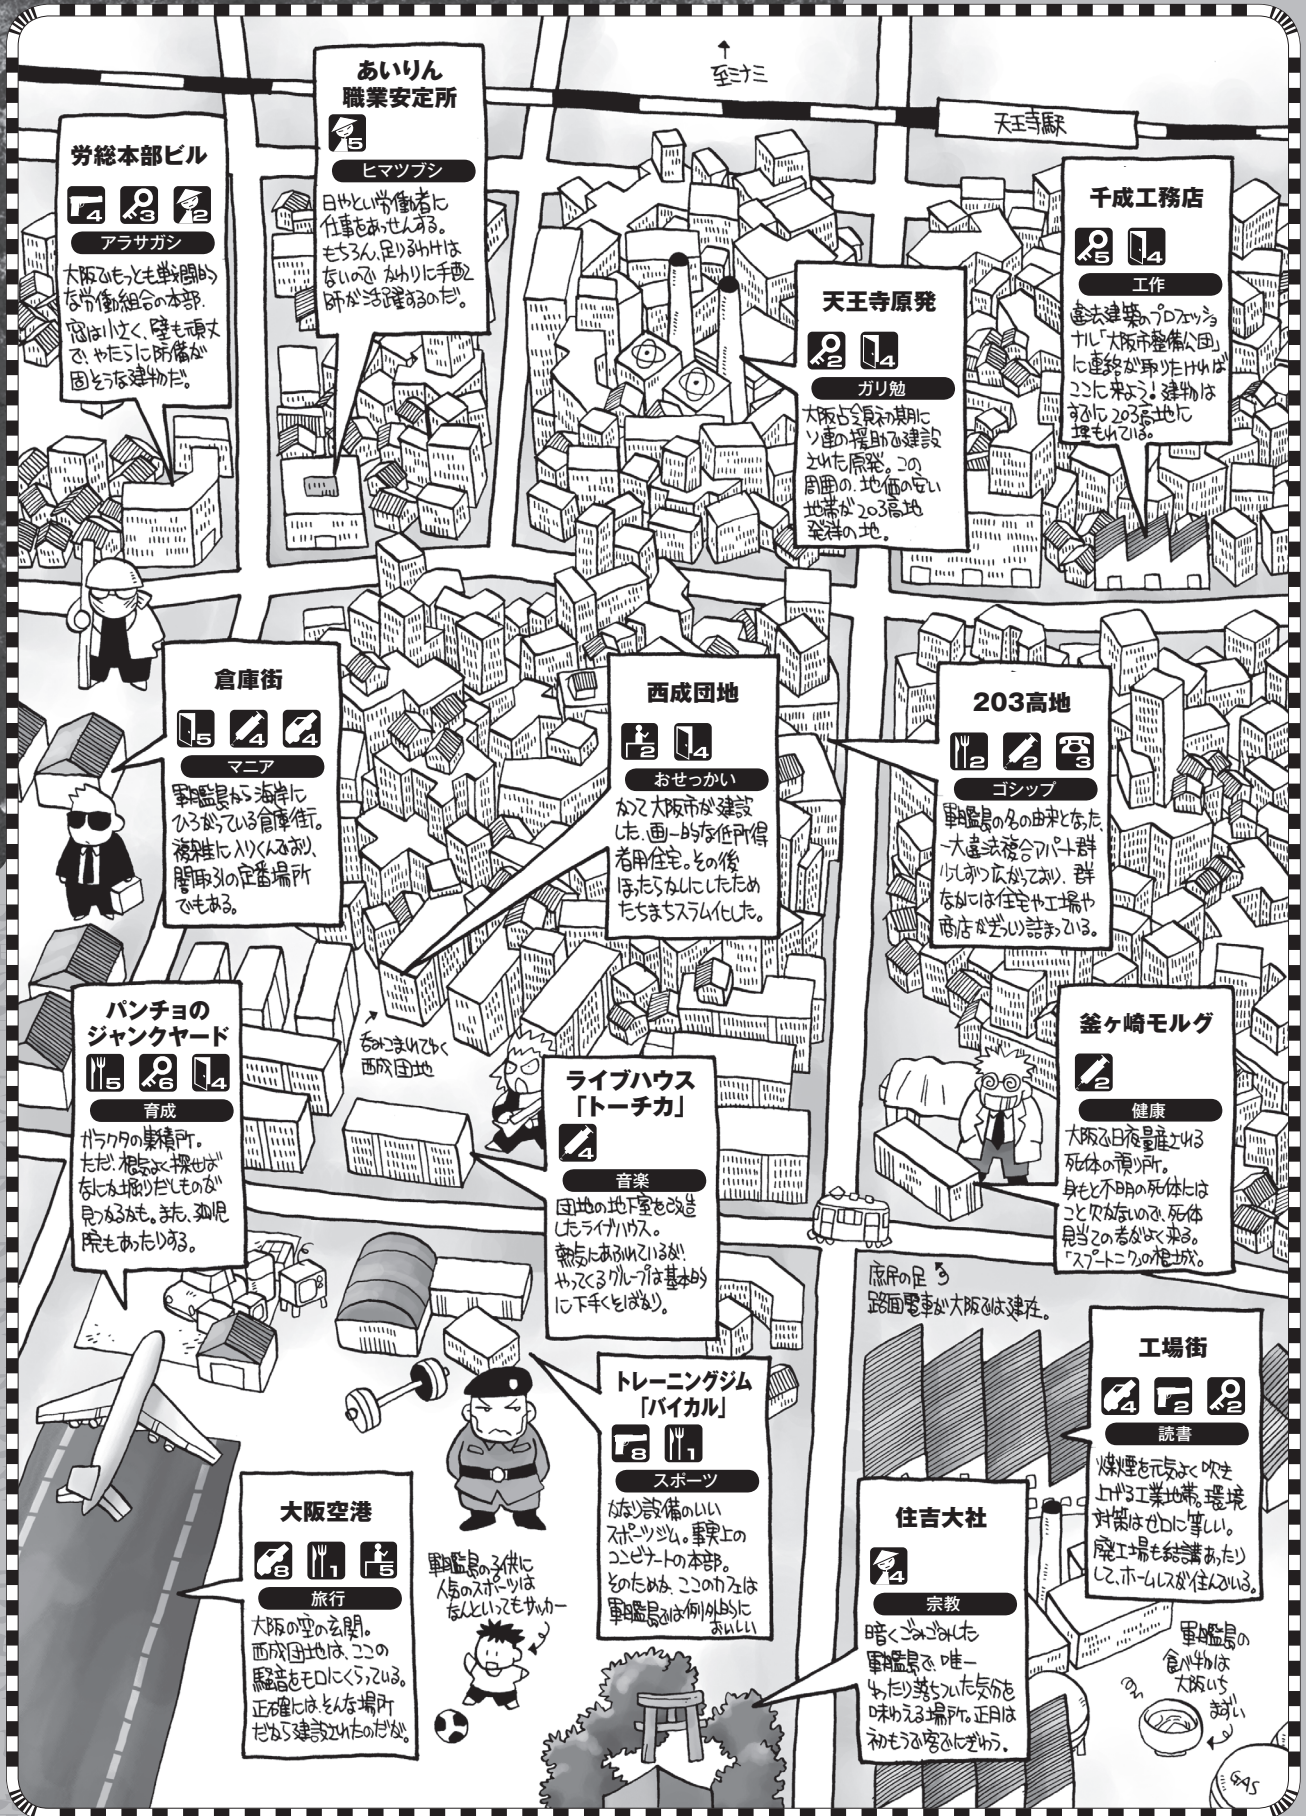 至ミナミ
天王寺駅
あいりん
職業安定所
5
ヒマツブシ
日やとい労働者に
仕事をあっせんする。
もちろん、足りるわけは
ないので かわりに手配
師が活躍するのだ。
労総本部ビル
4 3 2
アラサガシ
大阪でもっとも戦闘的
な労働組合の本部。
窓は小さく、壁も頑丈
で、やたらに防備が
固そうな建物だ。
千成工務店
5 4
工作
違法建築のプロフェッショ
ナル「大阪市整備公団」
に連絡が取りたければ
ここに来よう!建物は
すでに203高地に
埋もれている。
天王寺原発
2 4
ガリ勉
大阪占領初期に
ソ連の援助で建設
された原発。この
周囲の、地価の安い
地帯が203高地
発祥の地。
倉庫街
5 4 4
マニア
軍艦島から海岸に
ひろがっている倉庫街。
複雑に入りくんでおり、
闇取引の定番場所
でもある。
西成団地
2 4
おせっかい
かつて大阪市が建設
した、画一的な低所得
者用住宅。その後
ほったらかしにしたため
たちまちスラム化した。
203高地
2 2 3
ゴシップ
軍艦島の名の由来となった、
一大違法複合アパート群
少しずつ広がっており、群
なかには住宅や工場や
商店がぎっしり詰まっている。
呑みこまれてゆく
西成団地
パンチョの
ジャンクヤード
5 6 4
育成
ガラクタの集積所。
ただ、根気よく探せば
なにか掘りだしものが
見つかるかも。また、孤児
院もあったりする。
ライブハウス
「トーチカ」
4
音楽
団地の地下室を改造
したライブハウス。
熱気にあふれているが、
やってくるグループは基本的
に下手くそばかり。
釜ヶ崎モルグ
2
健康
大阪で日夜量産される
死体の預り所。
身もと不明の死体には
こと欠かないので、死体
見当ての者がよく来る。
「スプートニク」の根城。
庶民の足
路面電車が大阪では健在。
工場街
4 2 2
読書
煤煙を元気よく吹き
上げる工業地帯。環境
対策はゼロに等しい。
廃工場も結構あったり
して、ホームレスが住んでいる。
トレーニングジム
「バイカル」
8 1
スポーツ
かなり設備のいい
スポーツジム。事実上の
コンビナートの本部。
そのためか、ここのカフェは
軍艦島では例外的に
おいしい
大阪空港
8 1 5
旅行
大阪の空の玄関。
西成団地は、ここの
騒音をモロにくらっている。
正確には、そんな場所
だから建設されたのだが。
軍艦島の子供に
人気のスポーツは
なんといってもサッカー
住吉大社
4
宗教
暗くごみごみした
軍艦島で、唯一
ゆったり落ちついた気分を
味わえる場所。正月は
初もうで客でにぎわう。
軍艦島の
食べ物は
大阪いち
まずい
GAS